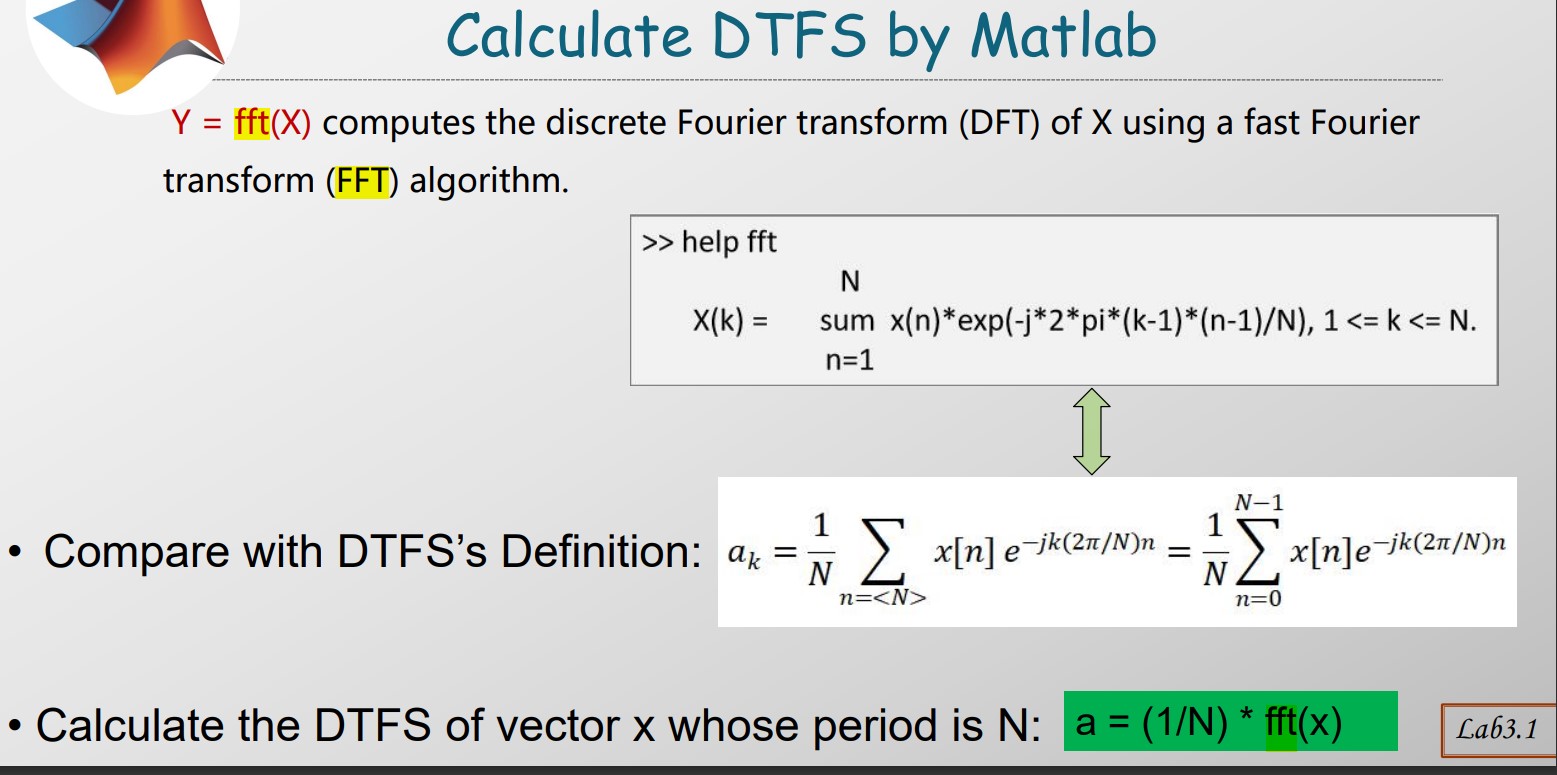 Calculate DTFS by Matlab
Y = fft(X) computes the discrete Fourier transform (DFT) of X using a fast Fourier
transform (FFT) algorithm.
>> help fft
N
X(k) = sum x(n)*exp(-j*2*pi*(k-1)*(n-1)/N), 1 <= k <= N.
n=1
• Compare with DTFS’s Definition: $a_k = \frac{1}{N} \sum_{n=<N>} x[n] e^{-jk(2\pi/N)n} = \frac{1}{N} \sum_{n=0}^{N-1} x[n] e^{-jk(2\pi/N)n}$
• Calculate the DTFS of vector x whose period is N: a = (1/N) * fft(x)
Lab3.1